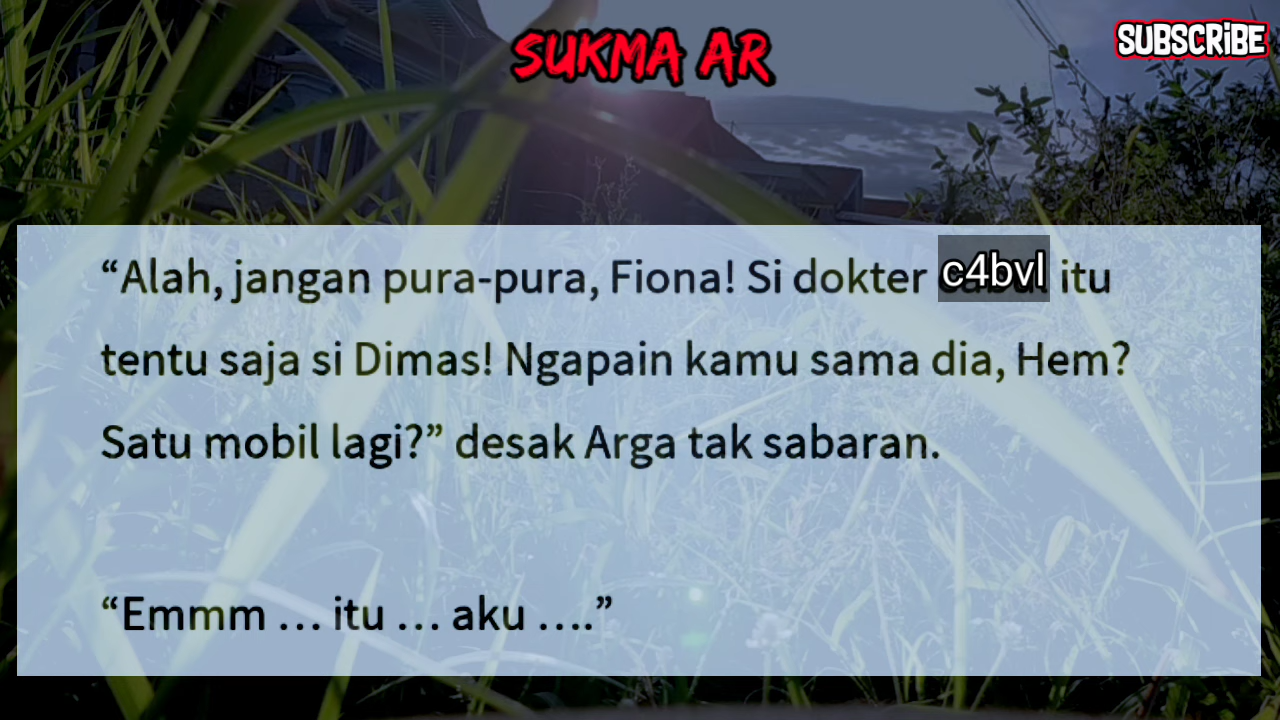 SUKMA AR
SUBSCRIBE
“Alah, jangan pura-pura, Fiona! Si dokter c4bvl itu
tentu saja si Dimas! Ngapain kamu sama dia, Hem?
Satu mobil lagi?” desak Arga tak sabaran.
“Emmm … itu … aku ….”